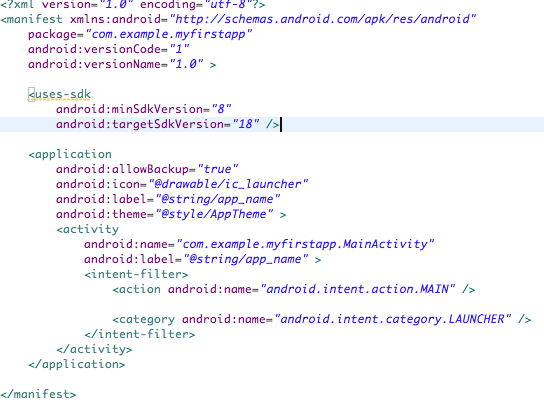 <?xml version="1.0" encoding="utf-8"?>
<manifest xmlns:android="http://schemas.android.com/apk/res/android"
    package="com.example.myfirstapp"
    android:versionCode="1"
    android:versionName="1.0" >
    <uses-sdk
        android:minSdkVersion="8"
        android:targetSdkVersion="18" />
    <application
        android:allowBackup="true"
        android:icon="@drawable/ic_launcher"
        android:label="@string/app_name"
        android:theme="@style/AppTheme" >
        <activity
            android:name="com.example.myfirstapp.MainActivity"
            android:label="@string/app_name" >
            <intent-filter>
                <action android:name="android.intent.action.MAIN" />
                <category android:name="android.intent.category.LAUNCHER" />
            </intent-filter>
        </activity>
    </application>
</manifest>